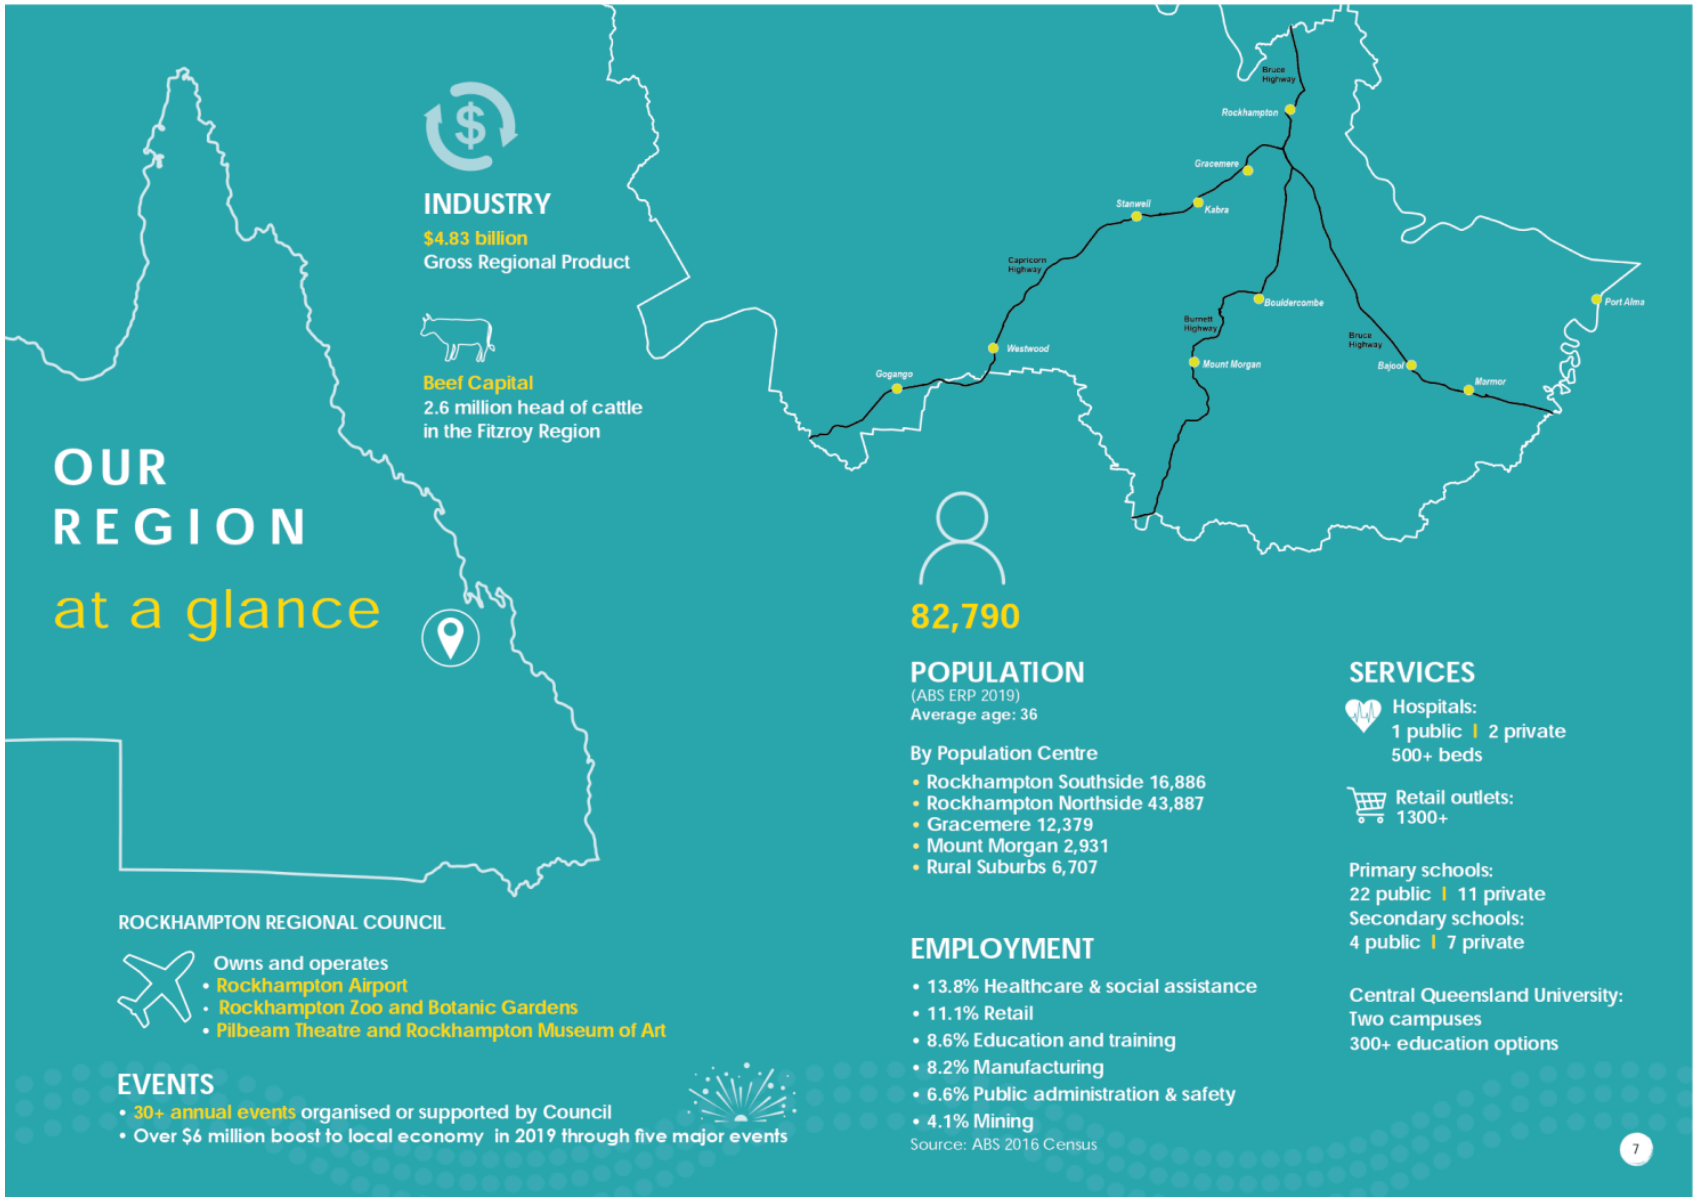 OUR
REGION
at a glance
INDUSTRY
$4.83 billion
Gross Regional Product
Beef Capital
2.6 million head of cattle
in the Fitzroy Region
Bruce
Highway
Rockhampton
Gracemere
Stanwell
Kabra
Capricorn
Highway
Bouldercombe
Port Alma
Burnett
Highway
Bruce
Highway
Westwood
Mount Morgan
Bajool
Gogango
Marmor
82,790
POPULATION
(ABS ERP 2019)
Average age: 36
By Population Centre
• Rockhampton Southside 16,886
• Rockhampton Northside 43,887
• Gracemere 12,379
• Mount Morgan 2,931
• Rural Suburbs 6,707
EMPLOYMENT
• 13.8% Healthcare & social assistance
• 11.1% Retail
• 8.6% Education and training
• 8.2% Manufacturing
• 6.6% Public administration & safety
• 4.1% Mining
Source: ABS 2016 Census
SERVICES
Hospitals:
1 public | 2 private
500+ beds
Retail outlets:
1300+
Primary schools:
22 public | 11 private
Secondary schools:
4 public | 7 private
Central Queensland University:
Two campuses
300+ education options
ROCKHAMPTON REGIONAL COUNCIL
Owns and operates
• Rockhampton Airport
• Rockhampton Zoo and Botanic Gardens
• Pilbeam Theatre and Rockhampton Museum of Art
EVENTS
• 30+ annual events organised or supported by Council
• Over $6 million boost to local economy in 2019 through five major events
7